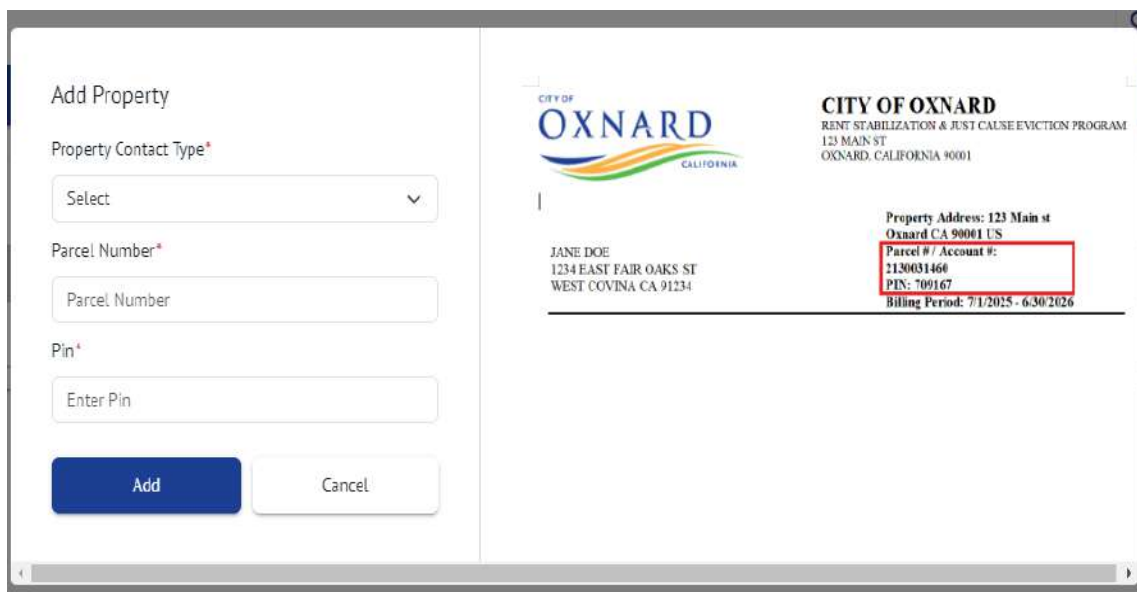 Add Property
Property Contact Type*
Select
Parcel Number*
Parcel Number
Pin*
Enter Pin
Add
Cancel
CITY OF
OXNARD
CALIFORNIA
CITY OF OXNARD
RENT STABILIZATION & JUST CAUSE EVICTION PROGRAM
123 MAIN ST
OXNARD, CALIFORNIA 90001
Property Address: 123 Main st
Oxnard CA 90001 US
Parcel # / Account #:
2130031460
PIN: 709167
Billing Period: 7/1/2025 - 6/30/2026
JANE DOE
1234 EAST FAIR OAKS ST
WEST COVINA CA 91234